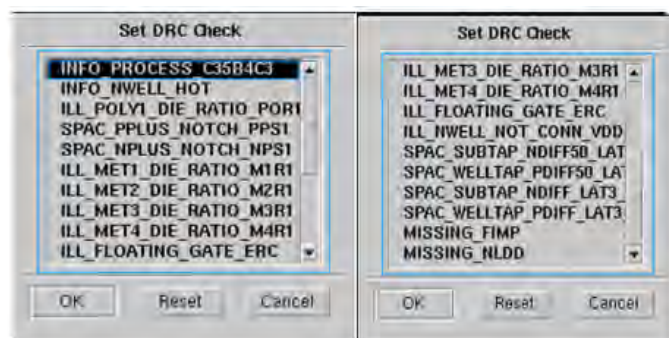 Set DRC Check
INFO_PROCESS_C35B4C3
INFO_NWELL_HOT
ILL_POLY1_DIE_RATIO_POR1
SPAC_PPLUS_NOTCH_PPS1
SPAC_NPLUS_NOTCH_NPS1
ILL_MET1_DIE_RATIO_M1R1
ILL_MET2_DIE_RATIO_M2R1
ILL_MET3_DIE_RATIO_M3R1
ILL_MET4_DIE_RATIO_M4R1
ILL_FLOATING_GATE_ERC
OK Reset Cancel
Set DRC Check
ILL_MET3_DIE_RATIO_M3R1
ILL_MET4_DIE_RATIO_M4R1
ILL_FLOATING_GATE_ERC
ILL_NWELL_NOT_CONN_VDD
SPAC_SUBTAP_NDIFF50_LAT
SPAC_WELLTAP_PDIFF50_LAT
SPAC_SUBTAP_NDIFF_LAT3_
SPAC_WELLTAP_PDIFF_LAT3_
MISSING_FIMP
MISSING_NLDD
OK Reset Cancel